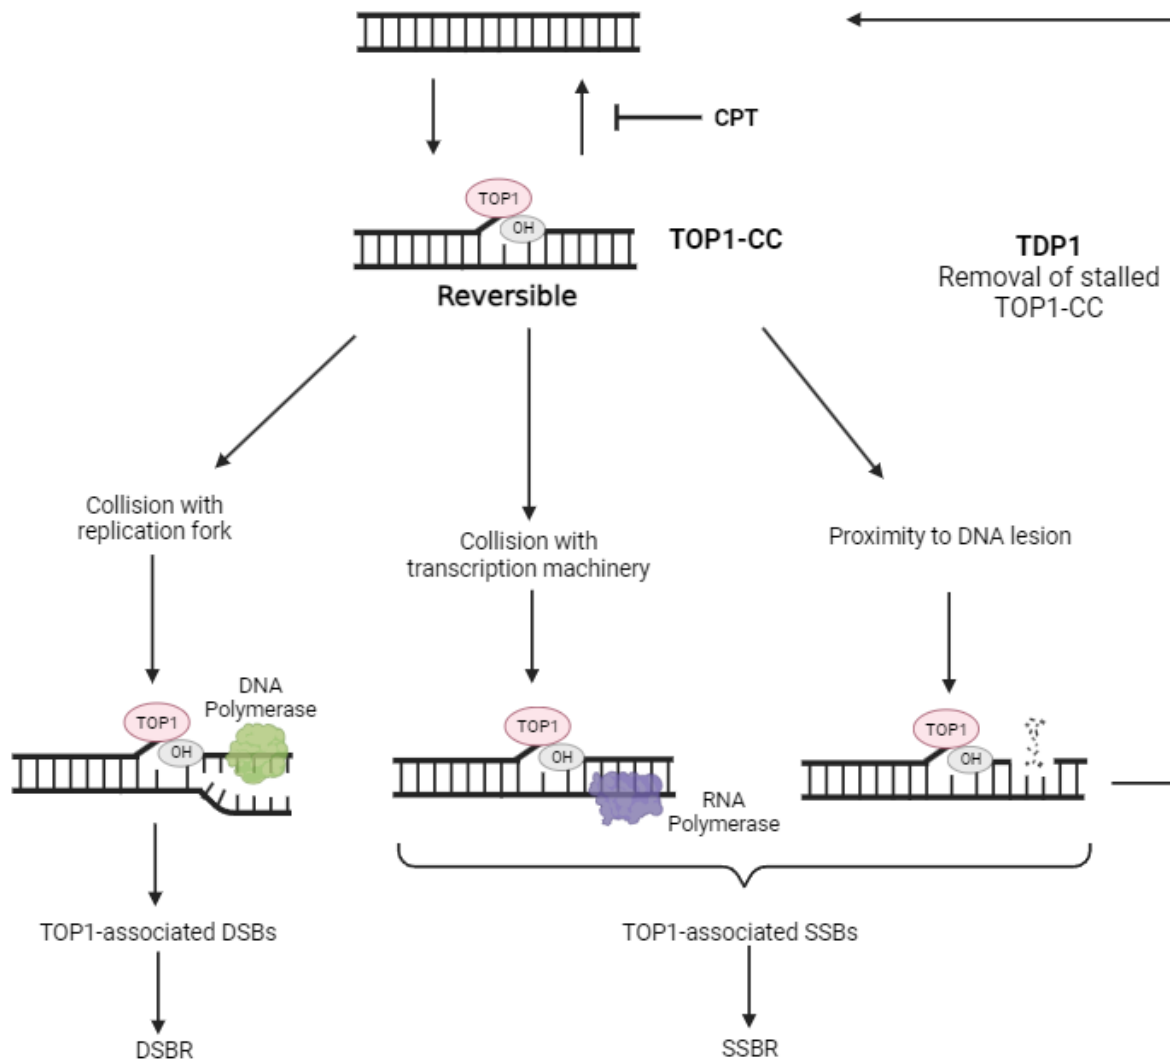 CPT
TOP1
OH
TOP1-CC
Reversible
TDP1
Removal of stalled
TOP1-CC
Collision with
replication fork
Collision with
transcription machinery
Proximity to DNA lesion
DNA
Polymerase
TOP1
OH
TOP1
OH
RNA
Polymerase
TOP1
OH
TOP1-associated DSBs
TOP1-associated SSBs
DSBR
SSBR